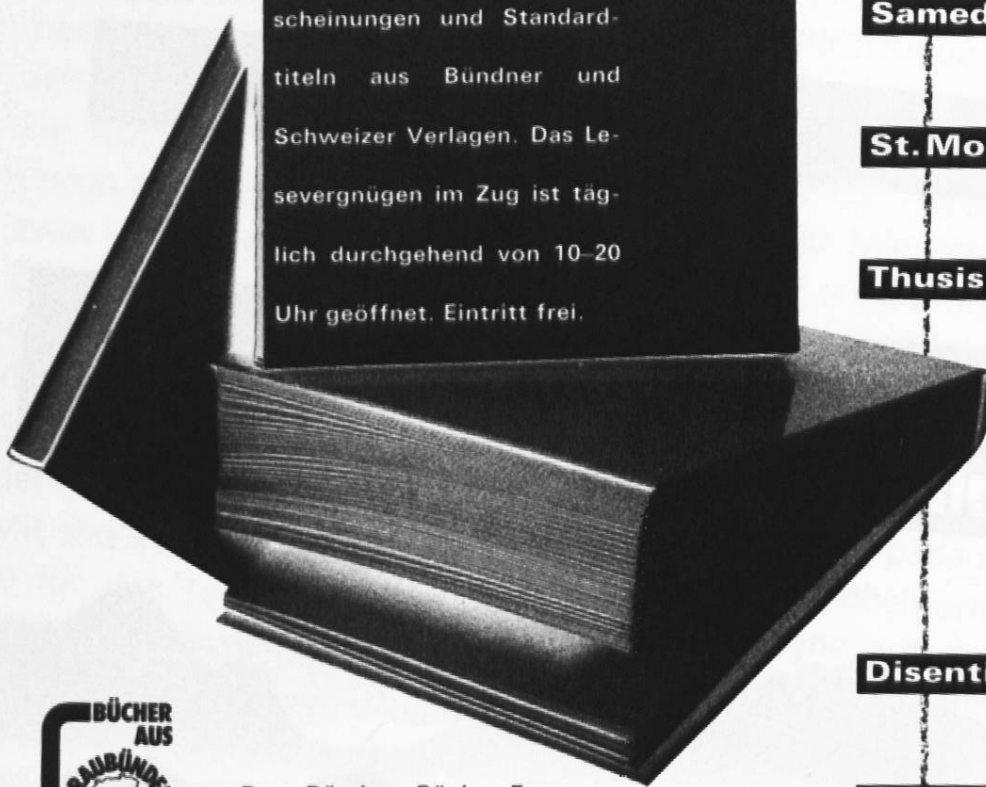 scheinungen und Standard-
titeln aus Bündner und
Schweizer Verlagen. Das Le-
severgnügen im Zug ist täg-
lich durchgehend von 10–20
Uhr geöffnet. Eintritt frei.
Samed
St. Mo
Thusis
Disenti
BÜCHER
AUS